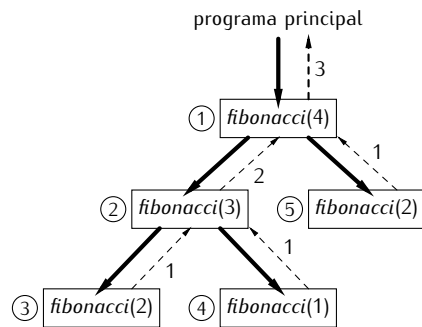 programa principal
3
① fibonacci(4)
2
1
② fibonacci(3)
⑤ fibonacci(2)
1
1
③ fibonacci(2)
④ fibonacci(1)